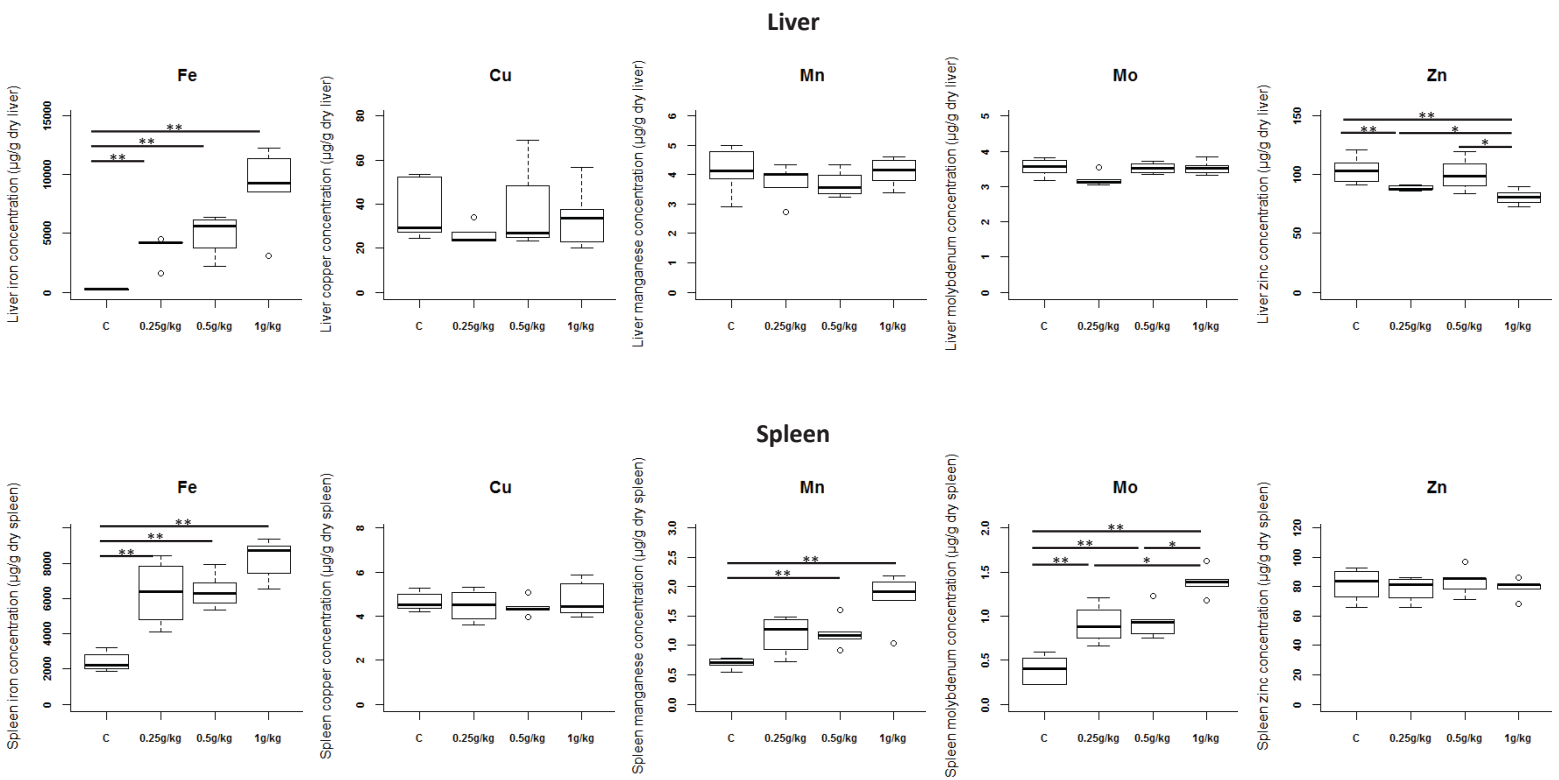 Liver
Fe
Liver iron concentration (µg/g dry liver)
0
5000
10000
15000
**
**
**
C 0.25g/kg 0.5g/kg 1g/kg
Cu
Liver copper concentration (µg/g dry liver)
0
20
40
60
80
C 0.25g/kg 0.5g/kg 1g/kg
Mn
Liver manganese concentration (µg/g dry liver)
0
1
2
3
4
5
6
C 0.25g/kg 0.5g/kg 1g/kg
Mo
Liver molybdenum concentration (µg/g dry liver)
0
1
2
3
4
5
C 0.25g/kg 0.5g/kg 1g/kg
Zn
Liver zinc concentration (µg/g dry liver)
0
50
100
150
**
** *
*
C 0.25g/kg 0.5g/kg 1g/kg
Spleen
Fe
Spleen iron concentration (µg/g dry spleen)
0
2000
4000
6000
8000
**
**
**
C 0.25g/kg 0.5g/kg 1g/kg
Cu
Spleen copper concentration (µg/g dry spleen)
0
2
4
6
8
C 0.25g/kg 0.5g/kg 1g/kg
Mn
Spleen manganese concentration (µg/g dry spleen)
0.0
0.5
1.0
1.5
2.0
2.5
3.0
**
**
C 0.25g/kg 0.5g/kg 1g/kg
Mo
Spleen molybdenum concentration (µg/g dry spleen)
0.0
0.5
1.0
1.5
2.0
**
** *
** *
C 0.25g/kg 0.5g/kg 1g/kg
Zn
Spleen zinc concentration (µg/g dry spleen)
0
20
40
60
80
100
120
C 0.25g/kg 0.5g/kg 1g/kg